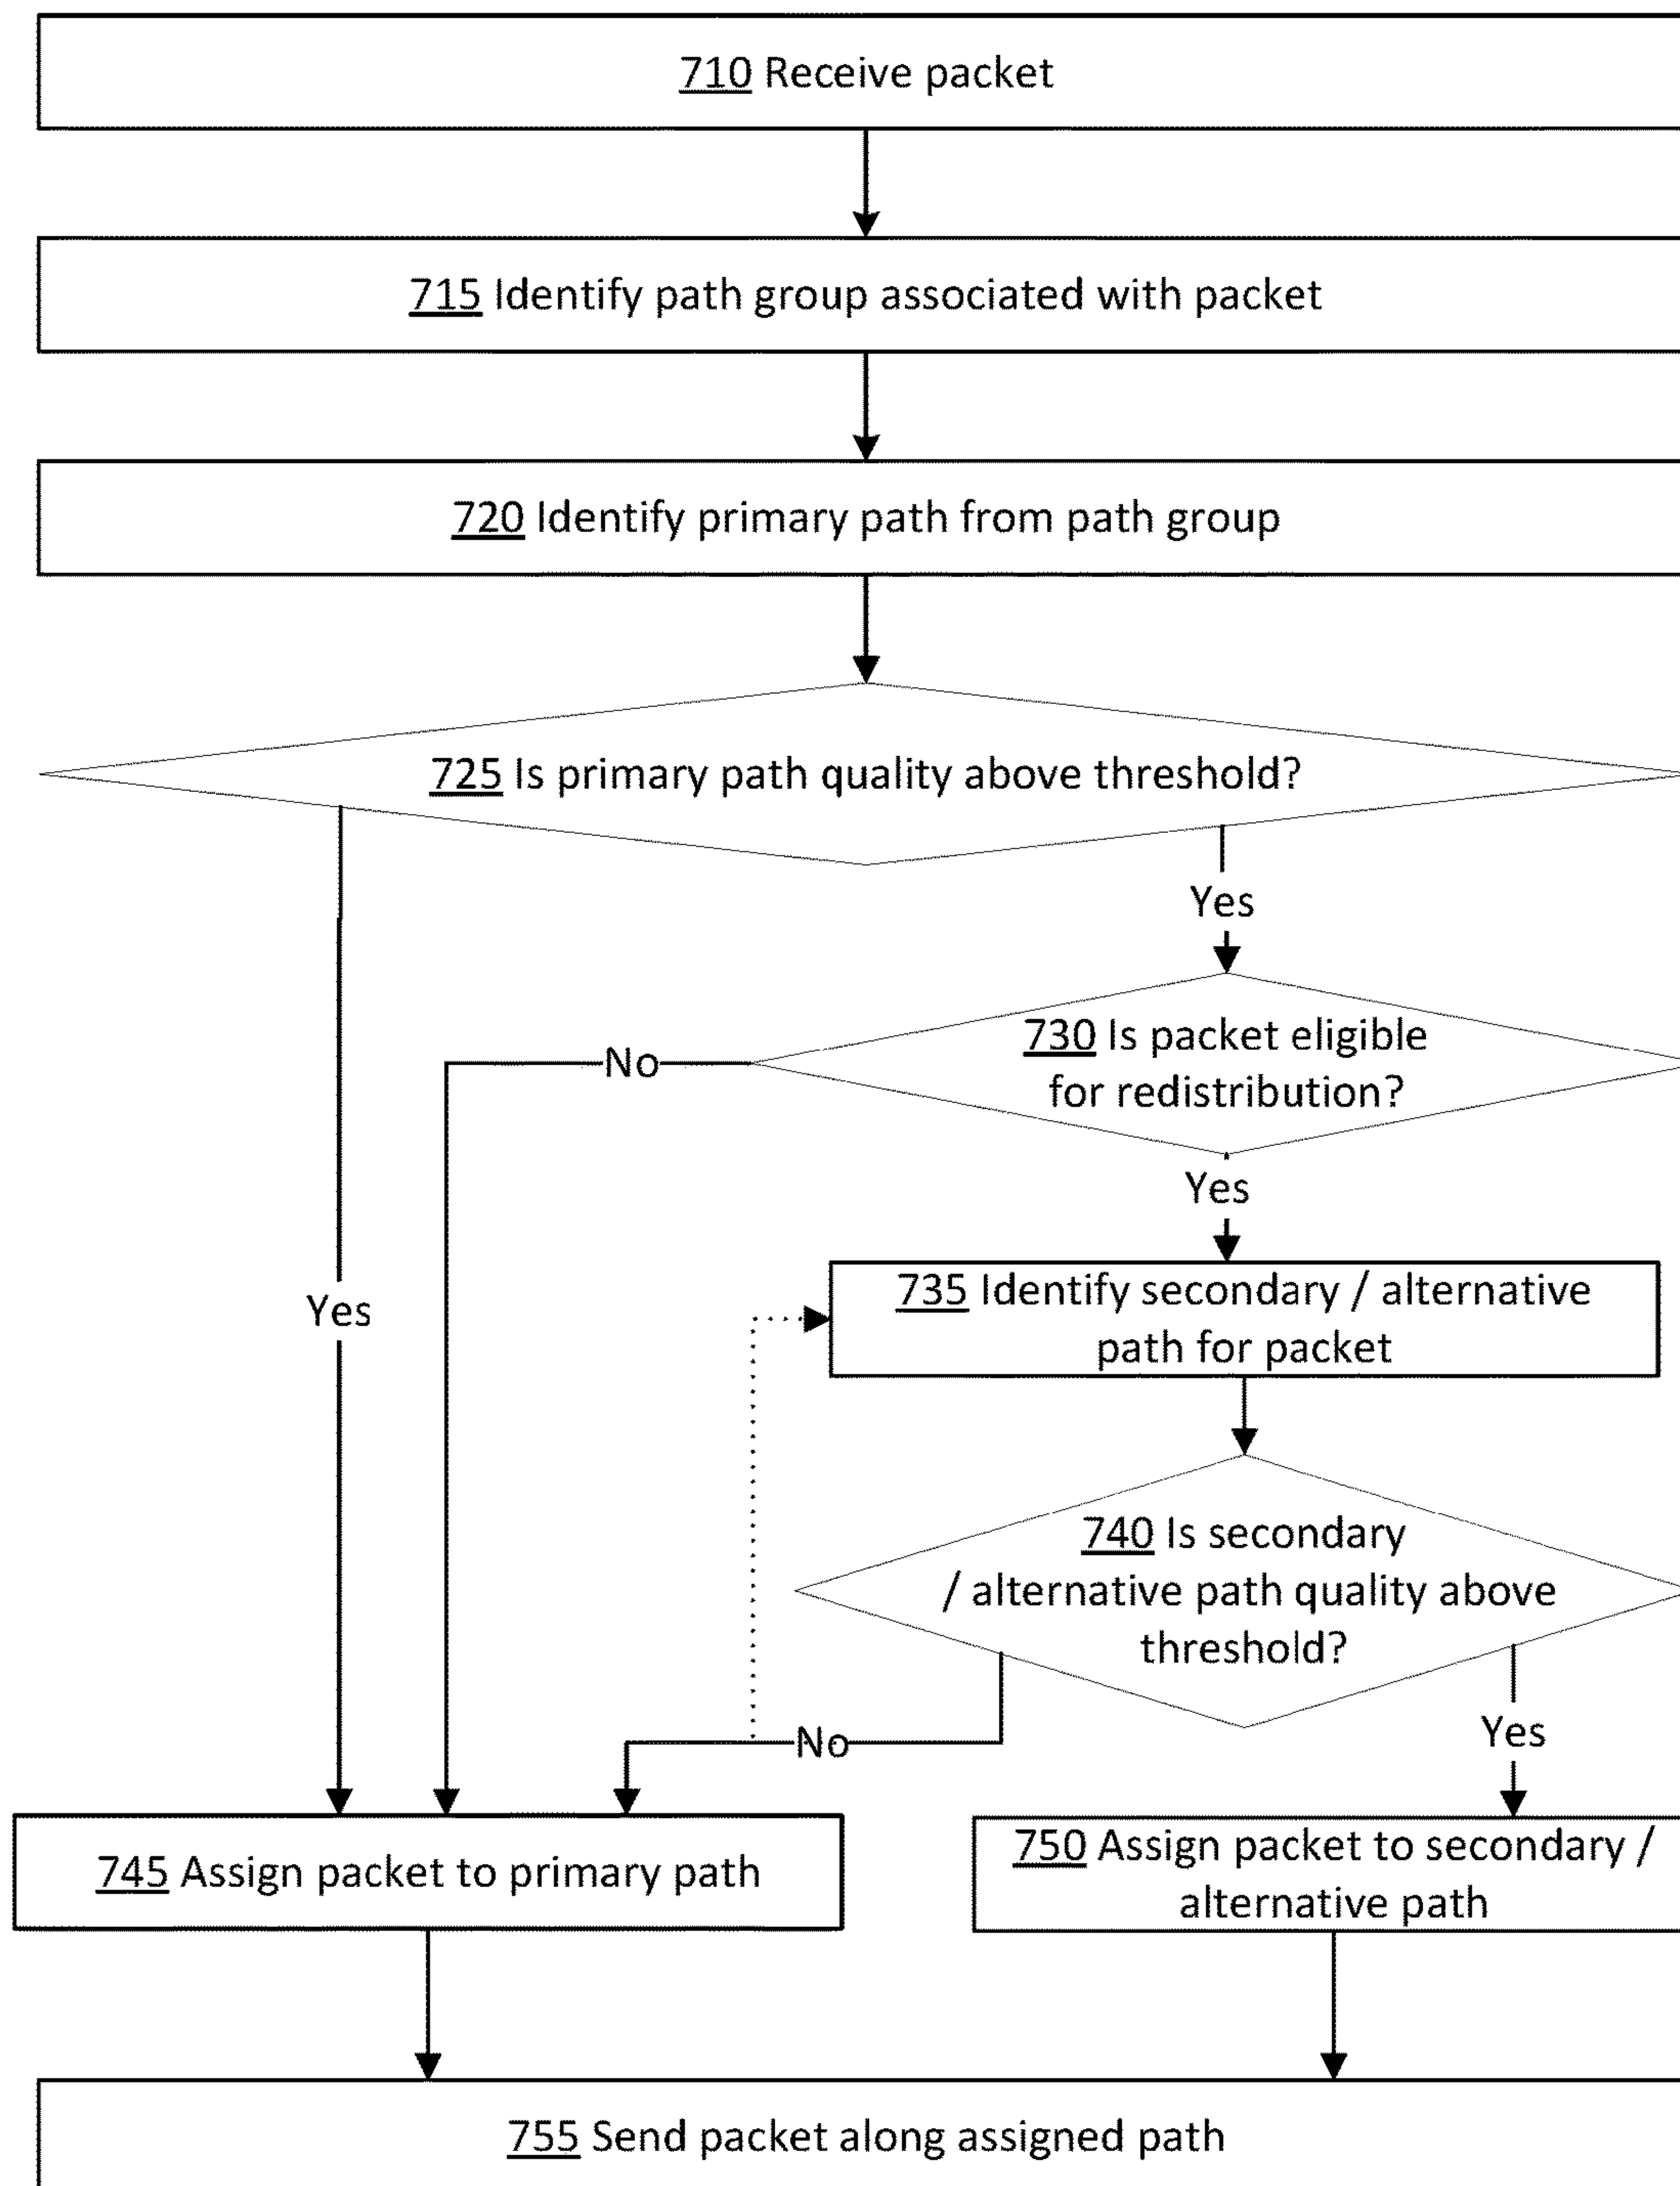 710 Receive packet
715 Identify path group associated with packet
720 Identify primary path from path group
725 Is primary path quality above threshold?
Yes
730 Is packet eligible
for redistribution?
No
Yes
Yes
735 Identify secondary / alternative
path for packet
740 Is secondary
/ alternative path quality above
threshold?
No
Yes
745 Assign packet to primary path
750 Assign packet to secondary /
alternative path
755 Send packet along assigned path